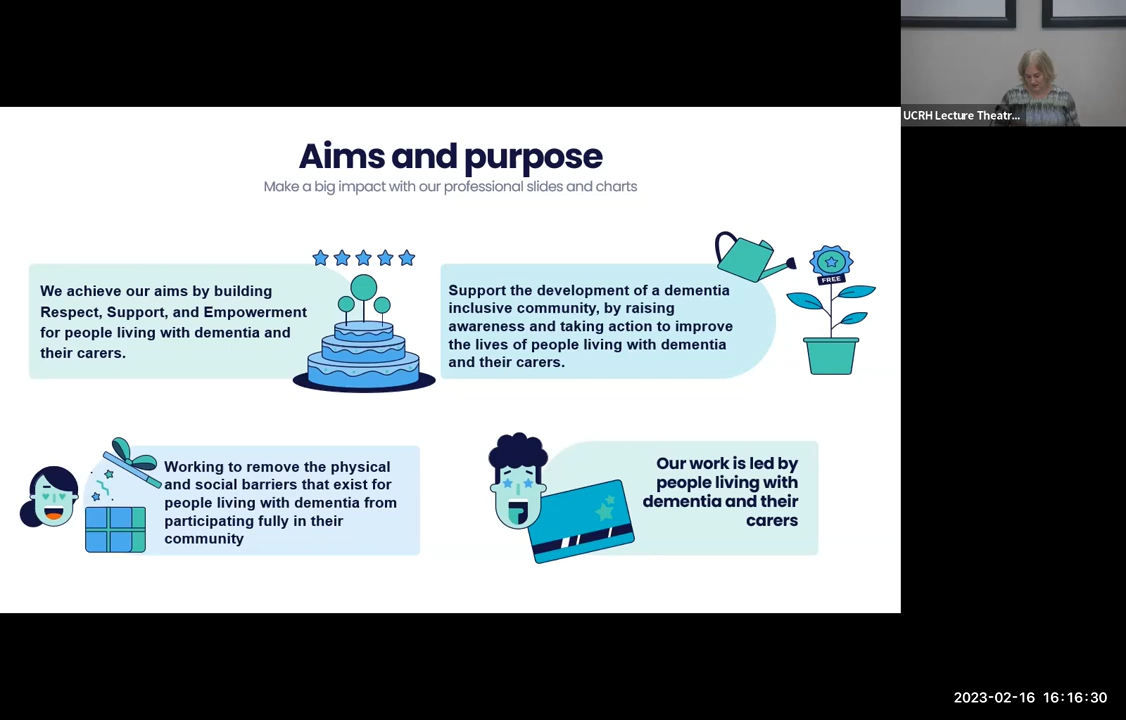 UCRH Lecture Theatr...
Aims and purpose
Make a big impact with our professional slides and charts
We achieve our aims by building
Respect, Support, and Empowerment
for people living with dementia and
their carers.
Support the development of a dementia
inclusive community, by raising
awareness and taking action to improve
the lives of people living with dementia
and their carers.
FREE
Working to remove the physical
and social barriers that exist for
people living with dementia from
participating fully in their
community
Our work is led by
people living with
dementia and their
carers
2023-02-16 16:16:30